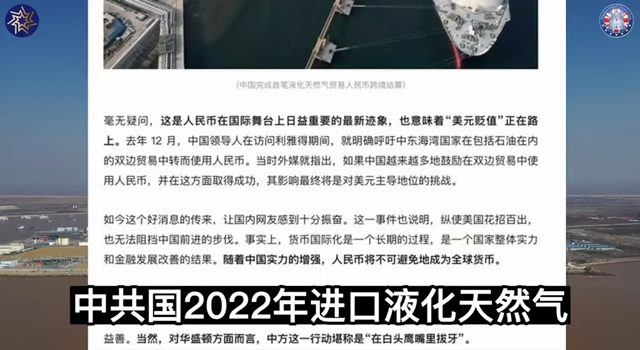 （中国完成首笔液化天然气贸易人民币跨境结算）
毫无疑问，这是人民币在国际舞台上日益重要的最新迹象，也意味着“美元贬值”正在路
上。去年 12 月，中国领导人在访问利雅得期间，就明确呼吁中东海湾国家在包括石油在内
的双边贸易中转而使用人民币。当时外媒就指出，如果中国越来越多地鼓励在双边贸易中使
用人民币，并在这方面取得成功，其影响最终将是对美元主导地位的挑战。
如今这个好消息的传来，让国内网友感到十分振奋。这一事件也说明，纵使美国花招百出，
也无法阻挡中国前进的步伐。事实上，货币国际化是一个长期的过程，是一个国家整体实力
和金融发展改善的结果。随着中国实力的增强，人民币将不可避免地成为全球货币。
中共国2022年进口液化天然气
益善。当然，对华盛顿方面而言，中方这一行动堪称是“在白头鹰嘴里拔牙”。